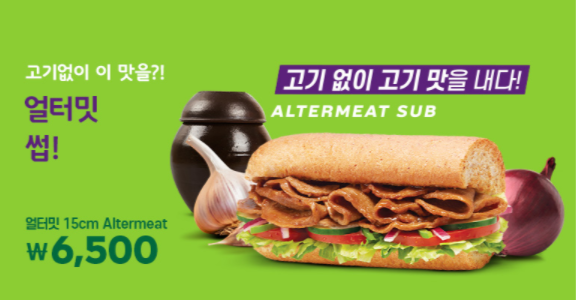 고기없이 이 맛을?!
얼터밋
썹!
고기 없이 고기 맛을 내다!
ALTERMEAT SUB
얼터밋 15cm Altermeat
₩6,500